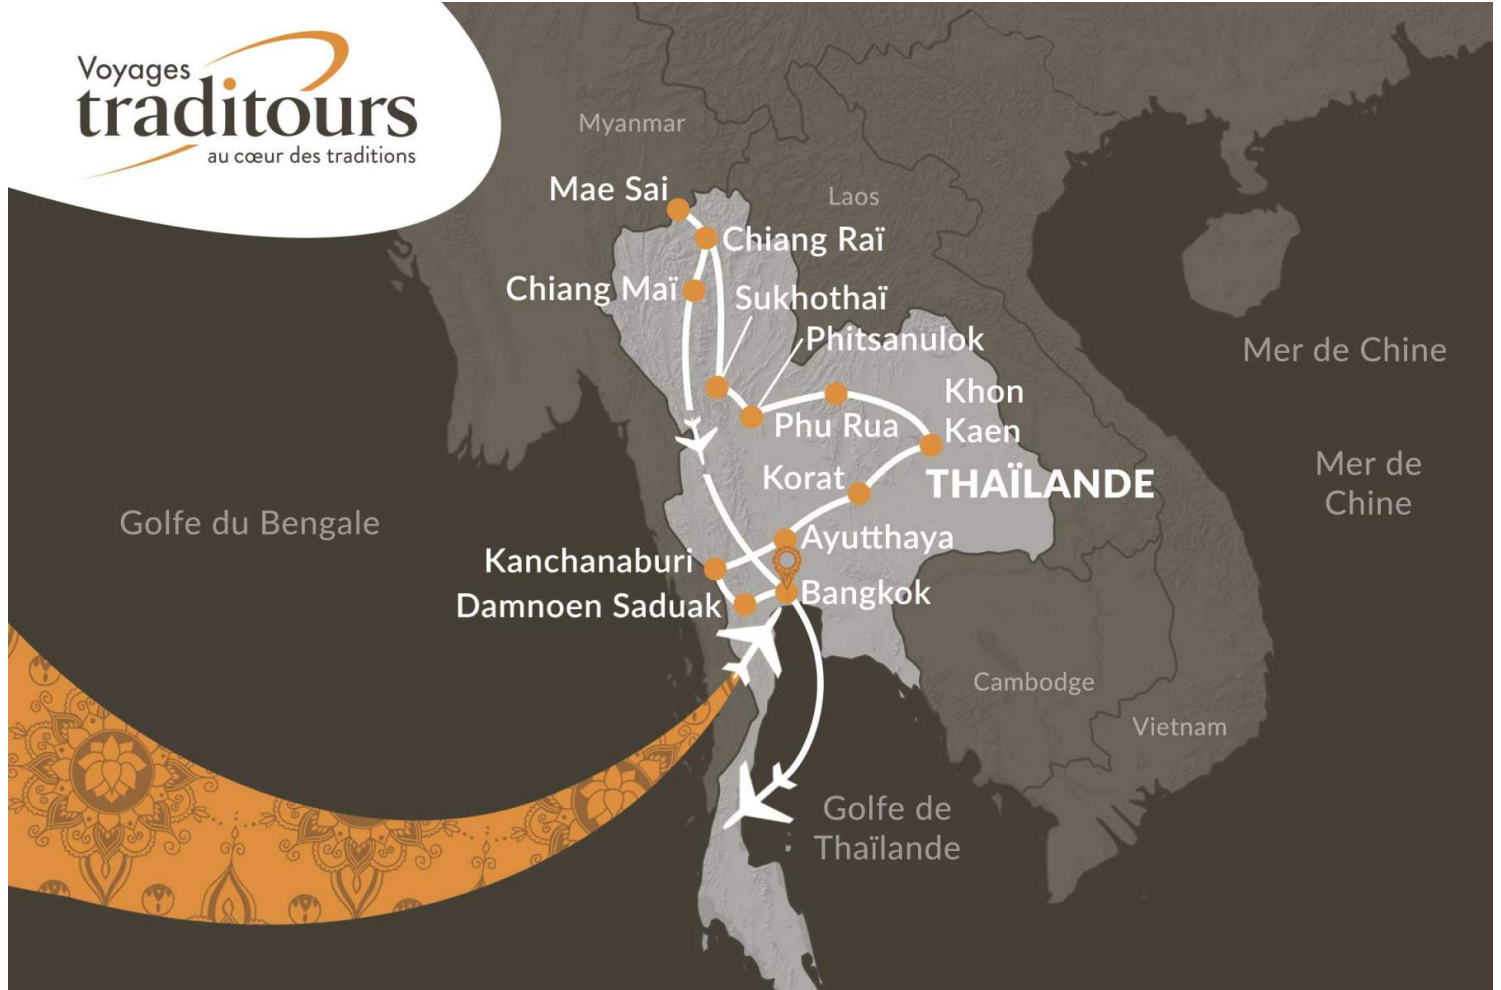 Voyages
traditours
au cœur des traditions
Myanmar
Mae Sai
Laos
Chiang Raï
Chiang Maï
Sukhothaï
Phitsanulok
Mer de Chine
Khon
Kaen
Phu Rua
Mer de
Chine
Korat
THAÏLANDE
Golfe du Bengale
Ayutthaya
Kanchanaburi
Bangkok
Damnoen Saduak
Cambodge
Vietnam
Golfe de
Thaïlande